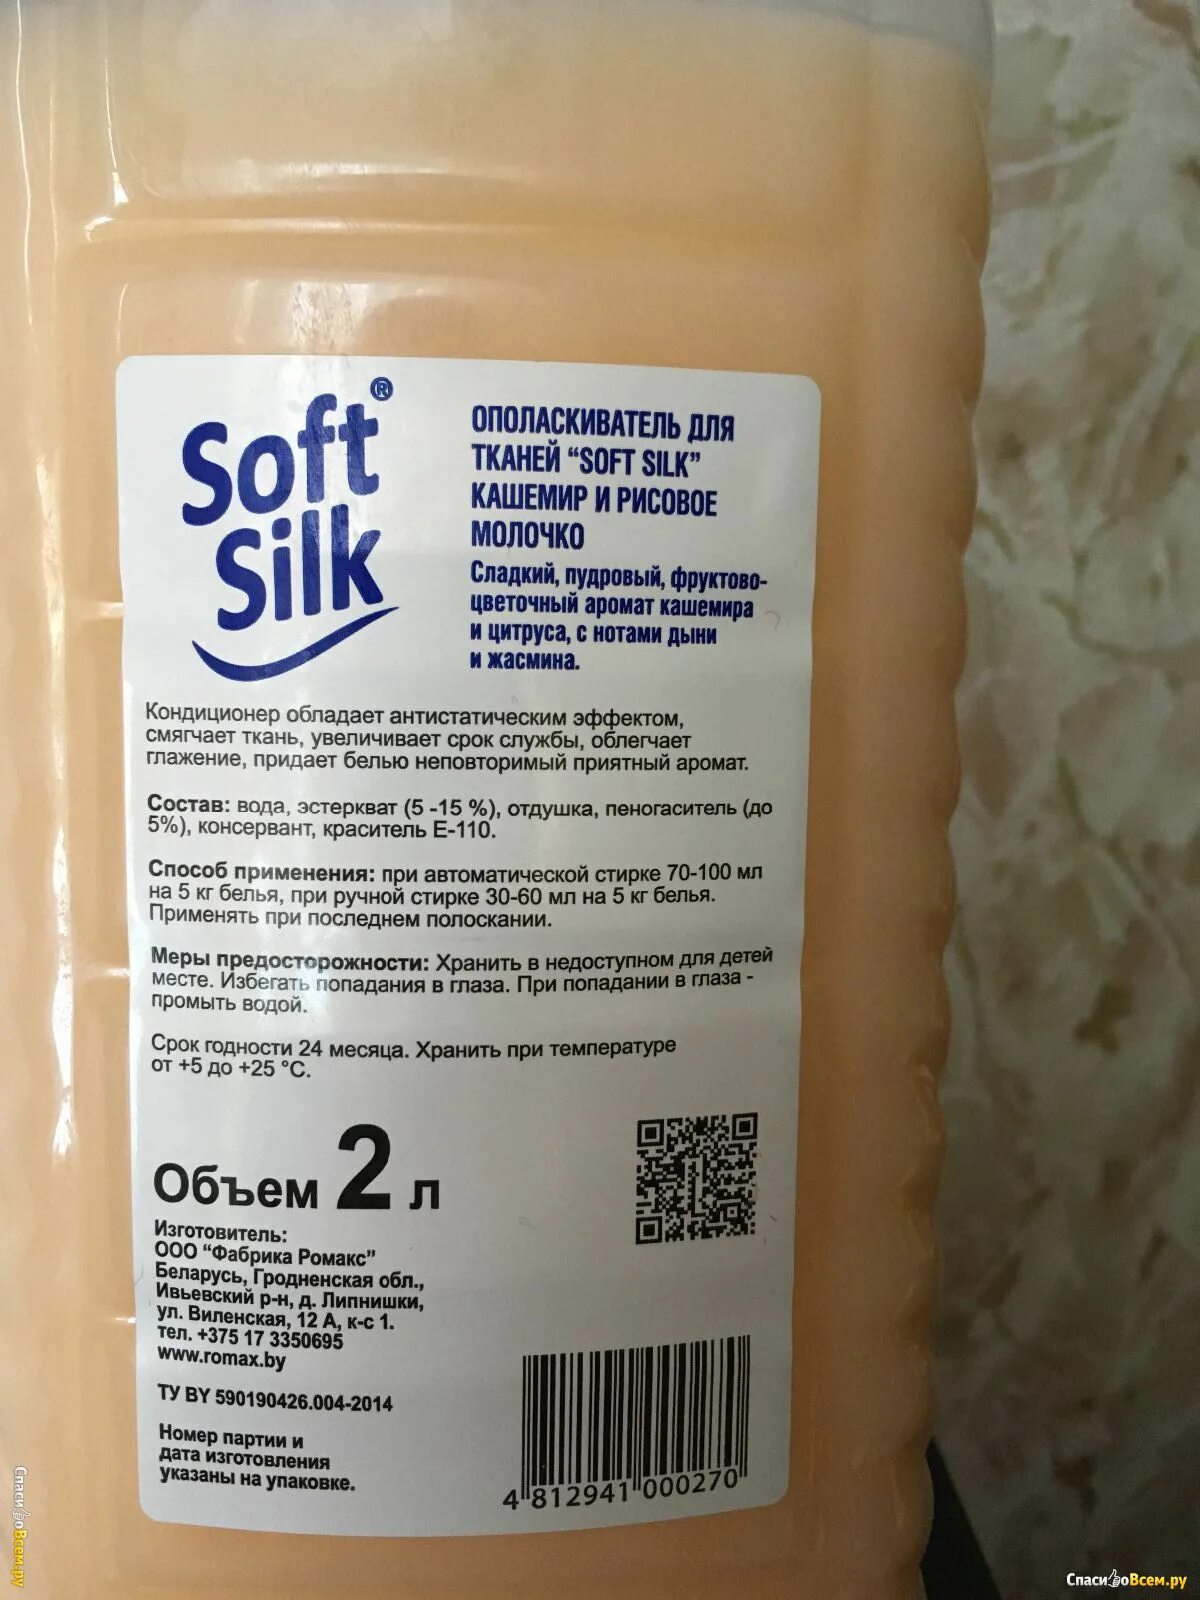 Soft®
Silk
ОПОЛАСКИВАТЕЛЬ ДЛЯ
ТКАНЕЙ “SOFT SILK”
КАШЕМИР И РИСОВОЕ
МОЛОЧКО
Сладкий, пудровый, фруктово-
цветочный аромат кашемира
и цитруса, с нотами дыни
и жасмина.
Кондиционер обладает антистатическим эффектом,
смягчает ткань, увеличивает срок службы, облегчает
глажение, придает белью неповторимый приятный аромат.
Состав: вода, эстеркват (5 -15 %), отдушка, пеногаситель (до
5%), консервант, краситель Е-110.
Способ применения: при автоматической стирке 70-100 мл
на 5 кг белья, при ручной стирке 30-60 мл на 5 кг белья.
Применять при последнем полоскании.
Меры предосторожности: Хранить в недоступном для детей
месте. Избегать попадания в глаза. При попадании в глаза -
промыть водой.
Срок годности 24 месяца. Хранить при температуре
от +5 до +25 °С.
Объем 2 л
Изготовитель:
ООО “Фабрика Ромакс”
Беларусь, Гродненская обл.,
Ивьевский р-н, д. Липнишки,
ул. Виленская, 12 А, к-с 1.
тел. +375 17 3350695
www.romax.by
ТУ BY 590190426.004-2014
Номер партии и
дата изготовления
указаны на упаковке.
4 812941 000270
СпасибоВсем.ру
СпасибоВсем.ру